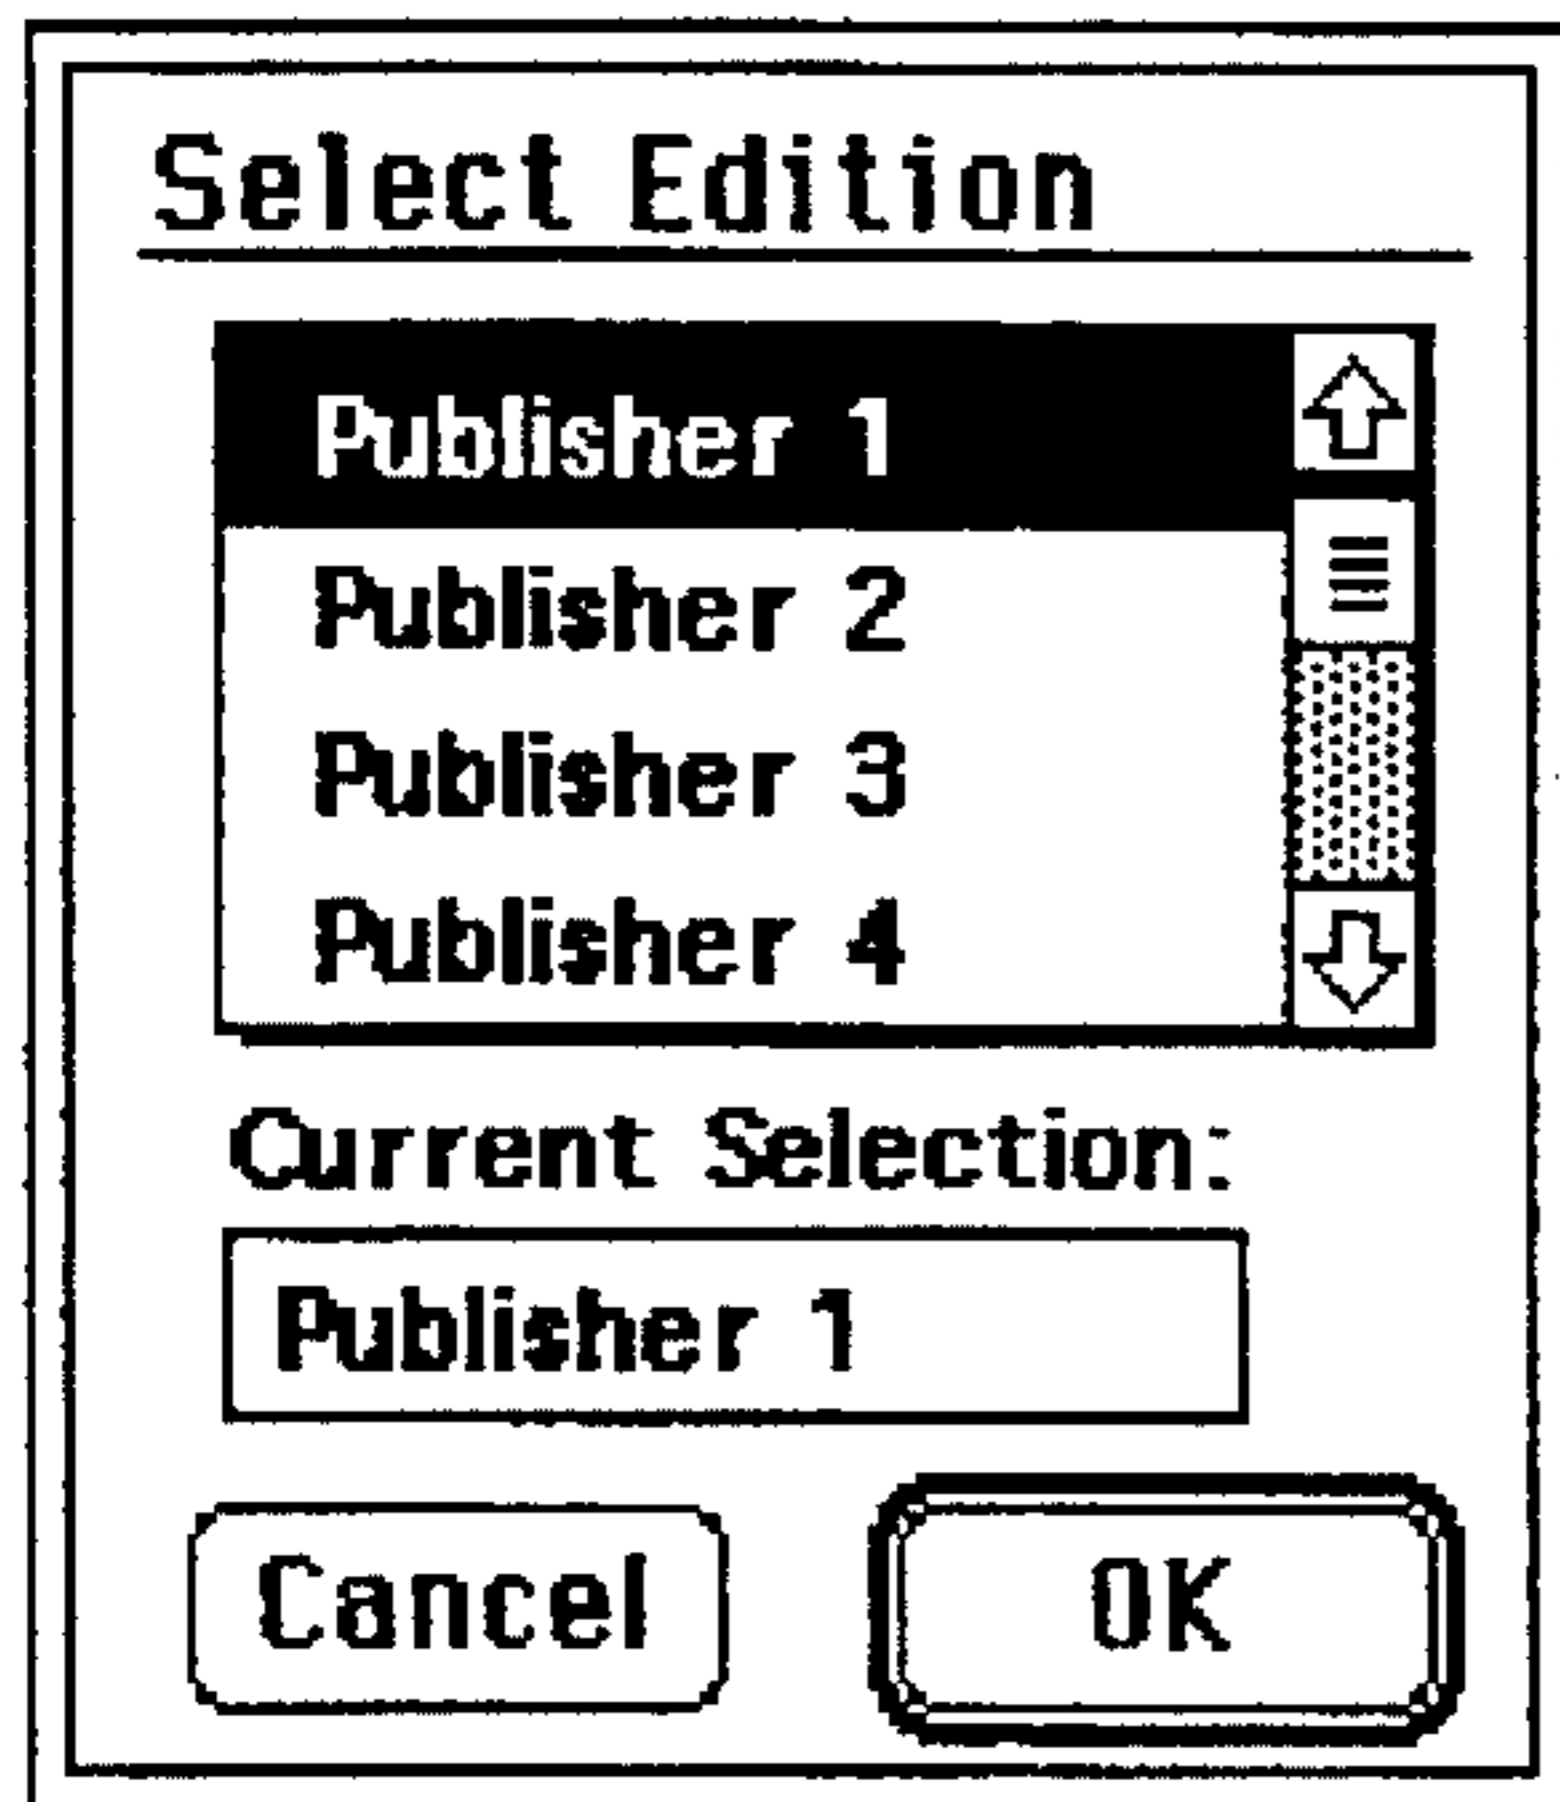 Select Edition
Publisher 1
Publisher 2
Publisher 3
Publisher 4
Current Selection:
Publisher 1
Cancel OK